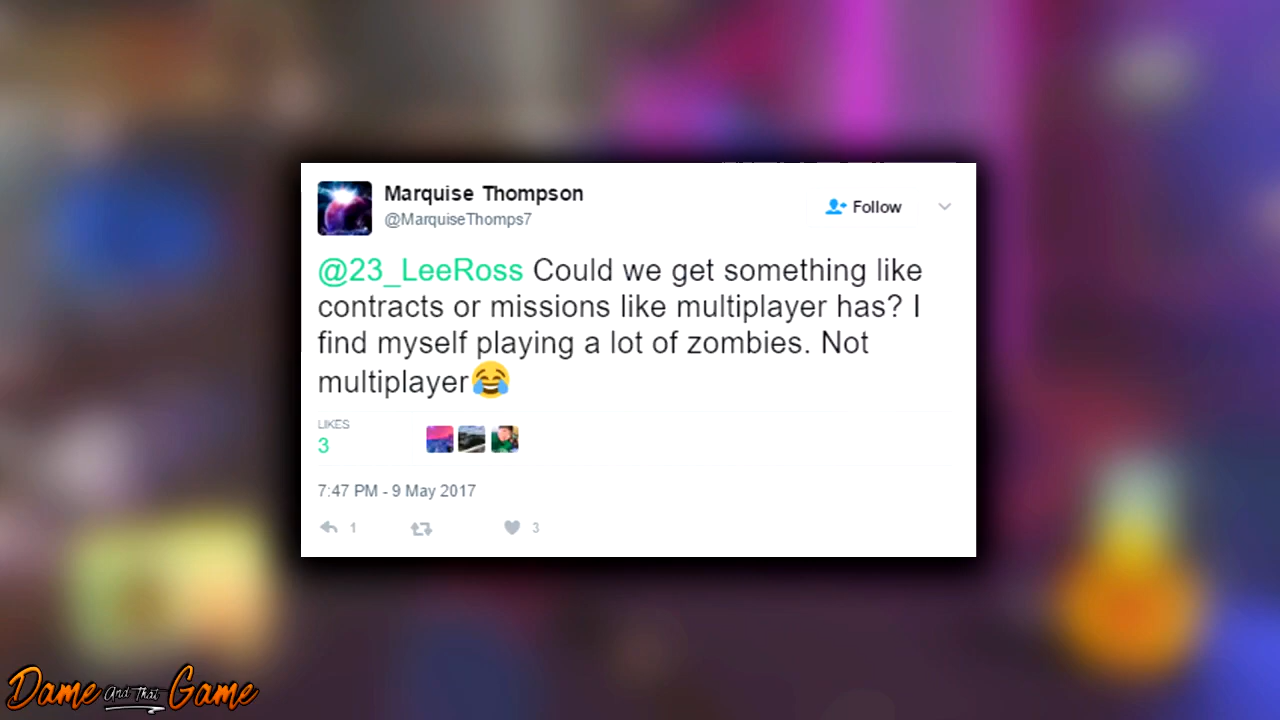 Marquise Thompson
@MarquiseThomps7
Follow
@23_LeeRoss Could we get something like
contracts or missions like multiplayer has? I
find myself playing a lot of zombies. Not
multiplayer😂
LIKES
3
7:47 PM - 9 May 2017
1
3
Dame And That Game